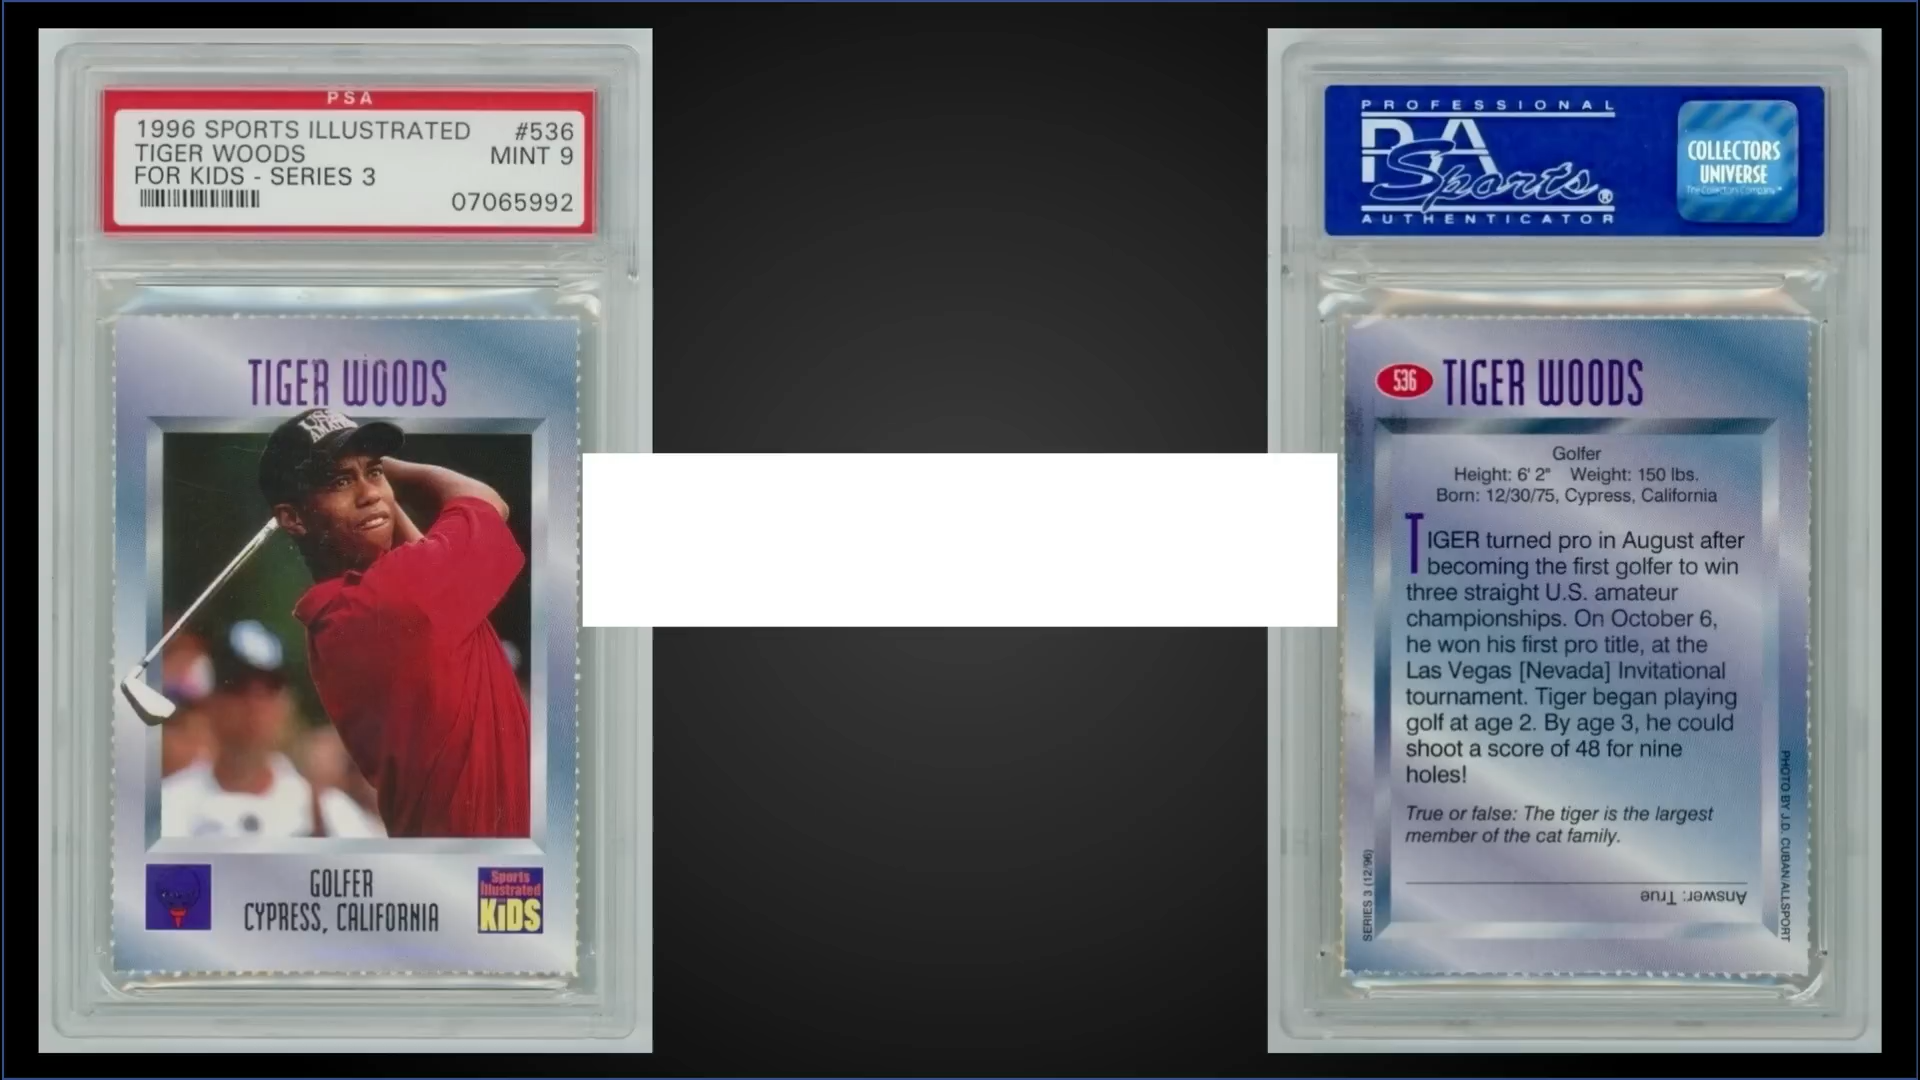 PSA
1996 SPORTS ILLUSTRATED #536
TIGER WOODS MINT 9
FOR KIDS - SERIES 3
07065992
TIGER WOODS
U.S.
AMATEUR
GOLFER
CYPRESS, CALIFORNIA
Sports
Illustrated
KiDS
PROFESSIONAL
PSA
Sports®
AUTHENTICATOR
COLLECTORS
UNIVERSE
The Collectors Company™
536 TIGER WOODS
Golfer
Height: 6' 2" Weight: 150 lbs.
Born: 12/30/75, Cypress, California
TIGER turned pro in August after
becoming the first golfer to win
three straight U.S. amateur
championships. On October 6,
he won his first pro title, at the
Las Vegas [Nevada] Invitational
tournament. Tiger began playing
golf at age 2. By age 3, he could
shoot a score of 48 for nine
holes!
True or false: The tiger is the largest
member of the cat family.
Answer: True
SERIES 3 (12/96)
PHOTO BY J.D. CUBAN/ALLSPORT